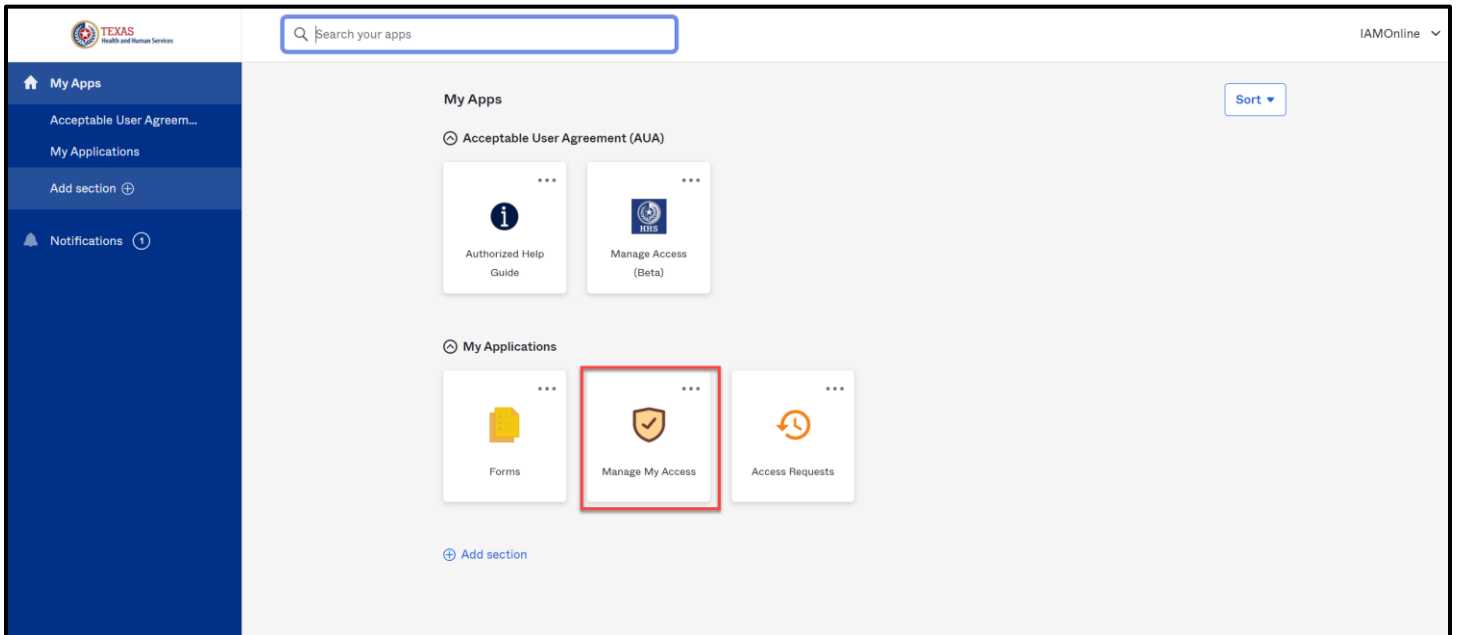 TEXAS
Health and Human Services
Search your apps
IAMOnline
My Apps
Acceptable User Agreem...
My Applications
Add section
Notifications 1
My Apps
Sort
Acceptable User Agreement (AUA)
Authorized Help
Guide
HHS
Manage Access
(Beta)
My Applications
Forms
Manage My Access
Access Requests
Add section